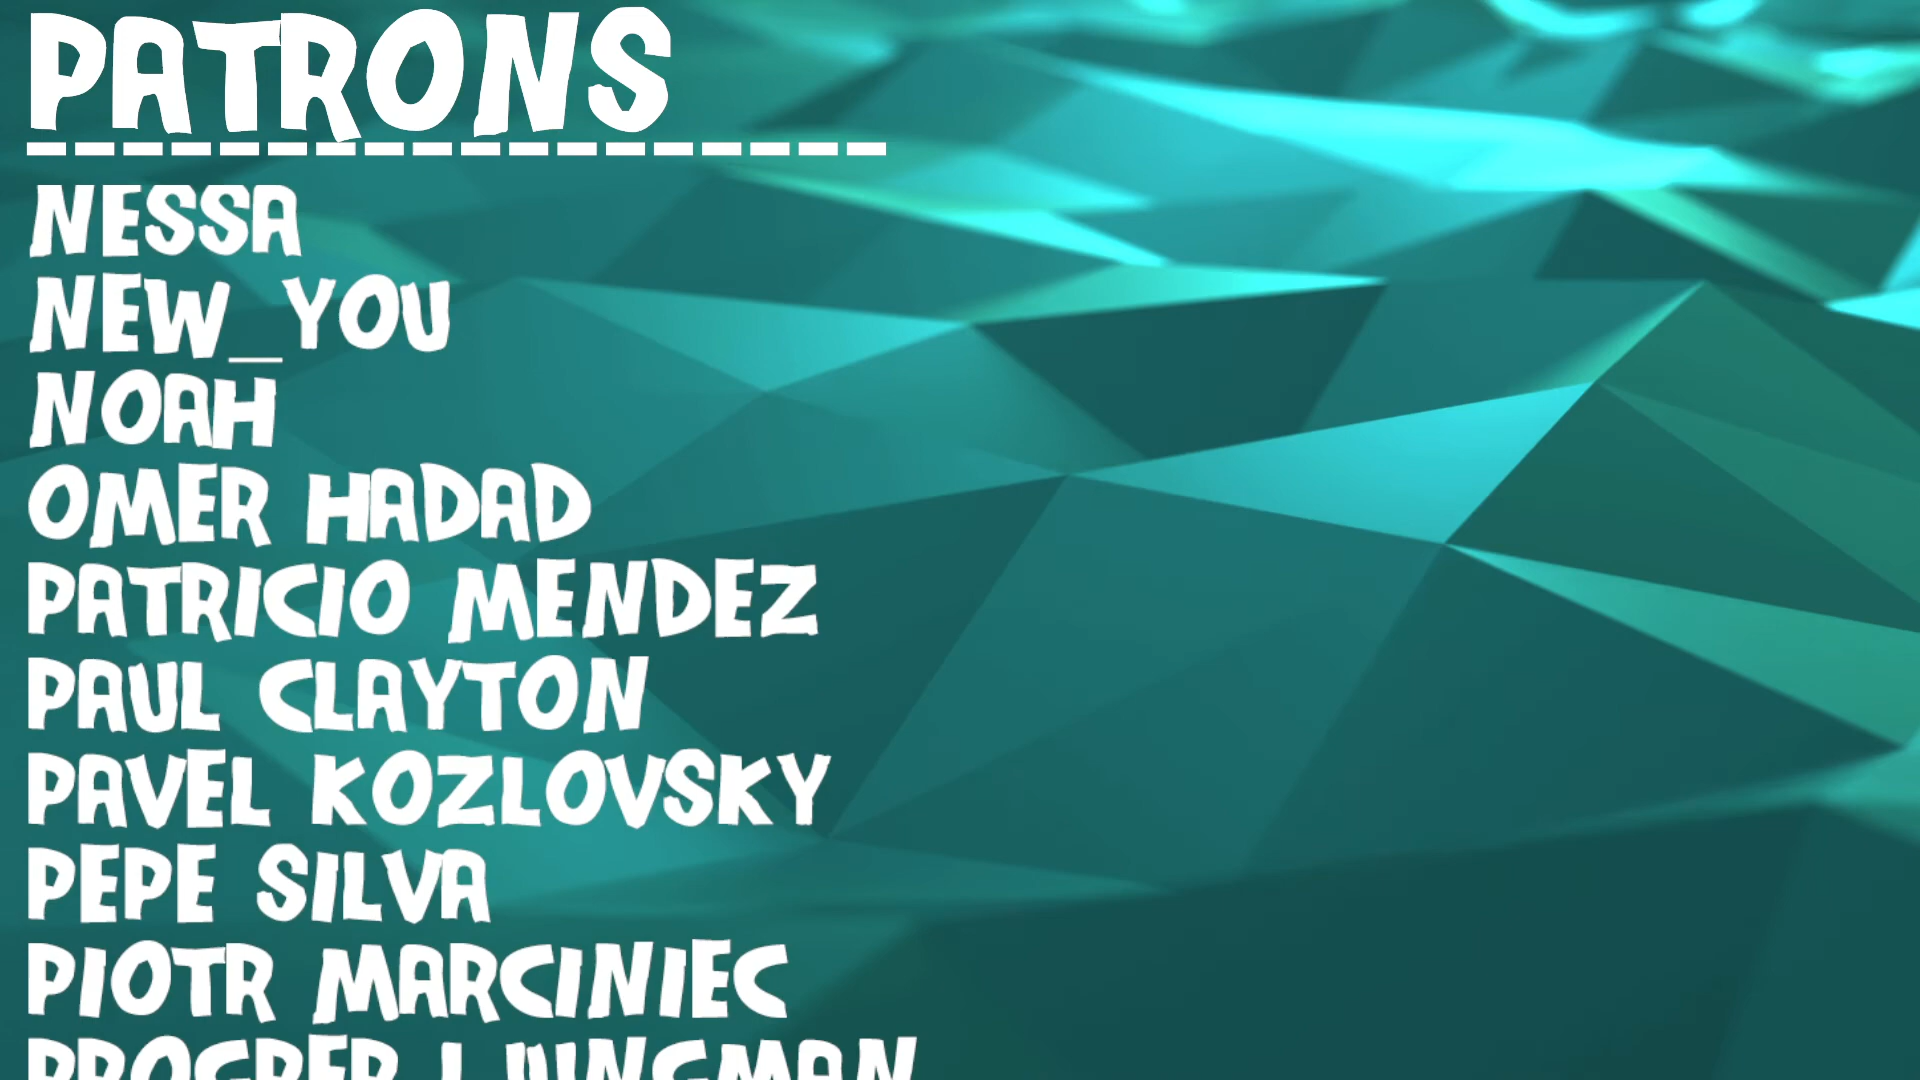 PATRONS
------------------
NESSA
NEW_YOU
NOAH
OMER HADAD
PATRICIO MENDEZ
PAUL CLAYTON
PAVEL KOZLOVSKY
PEPE SILVA
PIOTR MARCINIEC